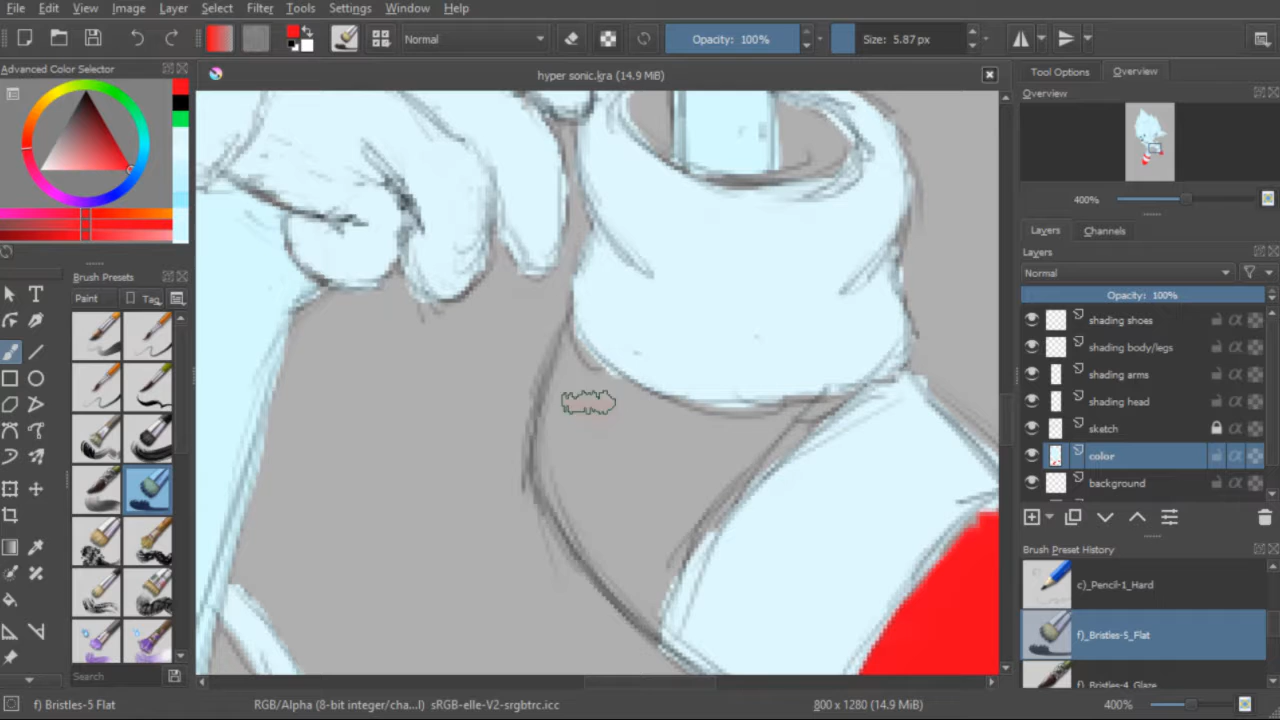 File Edit View Image Layer Select Filter Tools Settings Window Help
Normal Opacity: 100% Size: 5.87 px
Advanced Color Selector
hyper sonic.kra (14.9 MiB)
Tool Options Overview
Overview
400%
Layers Channels
Layers
Normal
Opacity: 100%
shading shoes
shading body/legs
shading arms
shading head
sketch
color
background
Brush Presets
Paint Tag
Search
Brush Preset History
c)_Pencil-1_Hard
f)_Bristles-5_Flat
f)_Bristles-4_Glaze
f) Bristles-5 Flat RGB/Alpha (8-bit integer/cha...l) sRGB-elle-V2-srgbtrc.icc 800 x 1280 (14.9 MiB) 400%